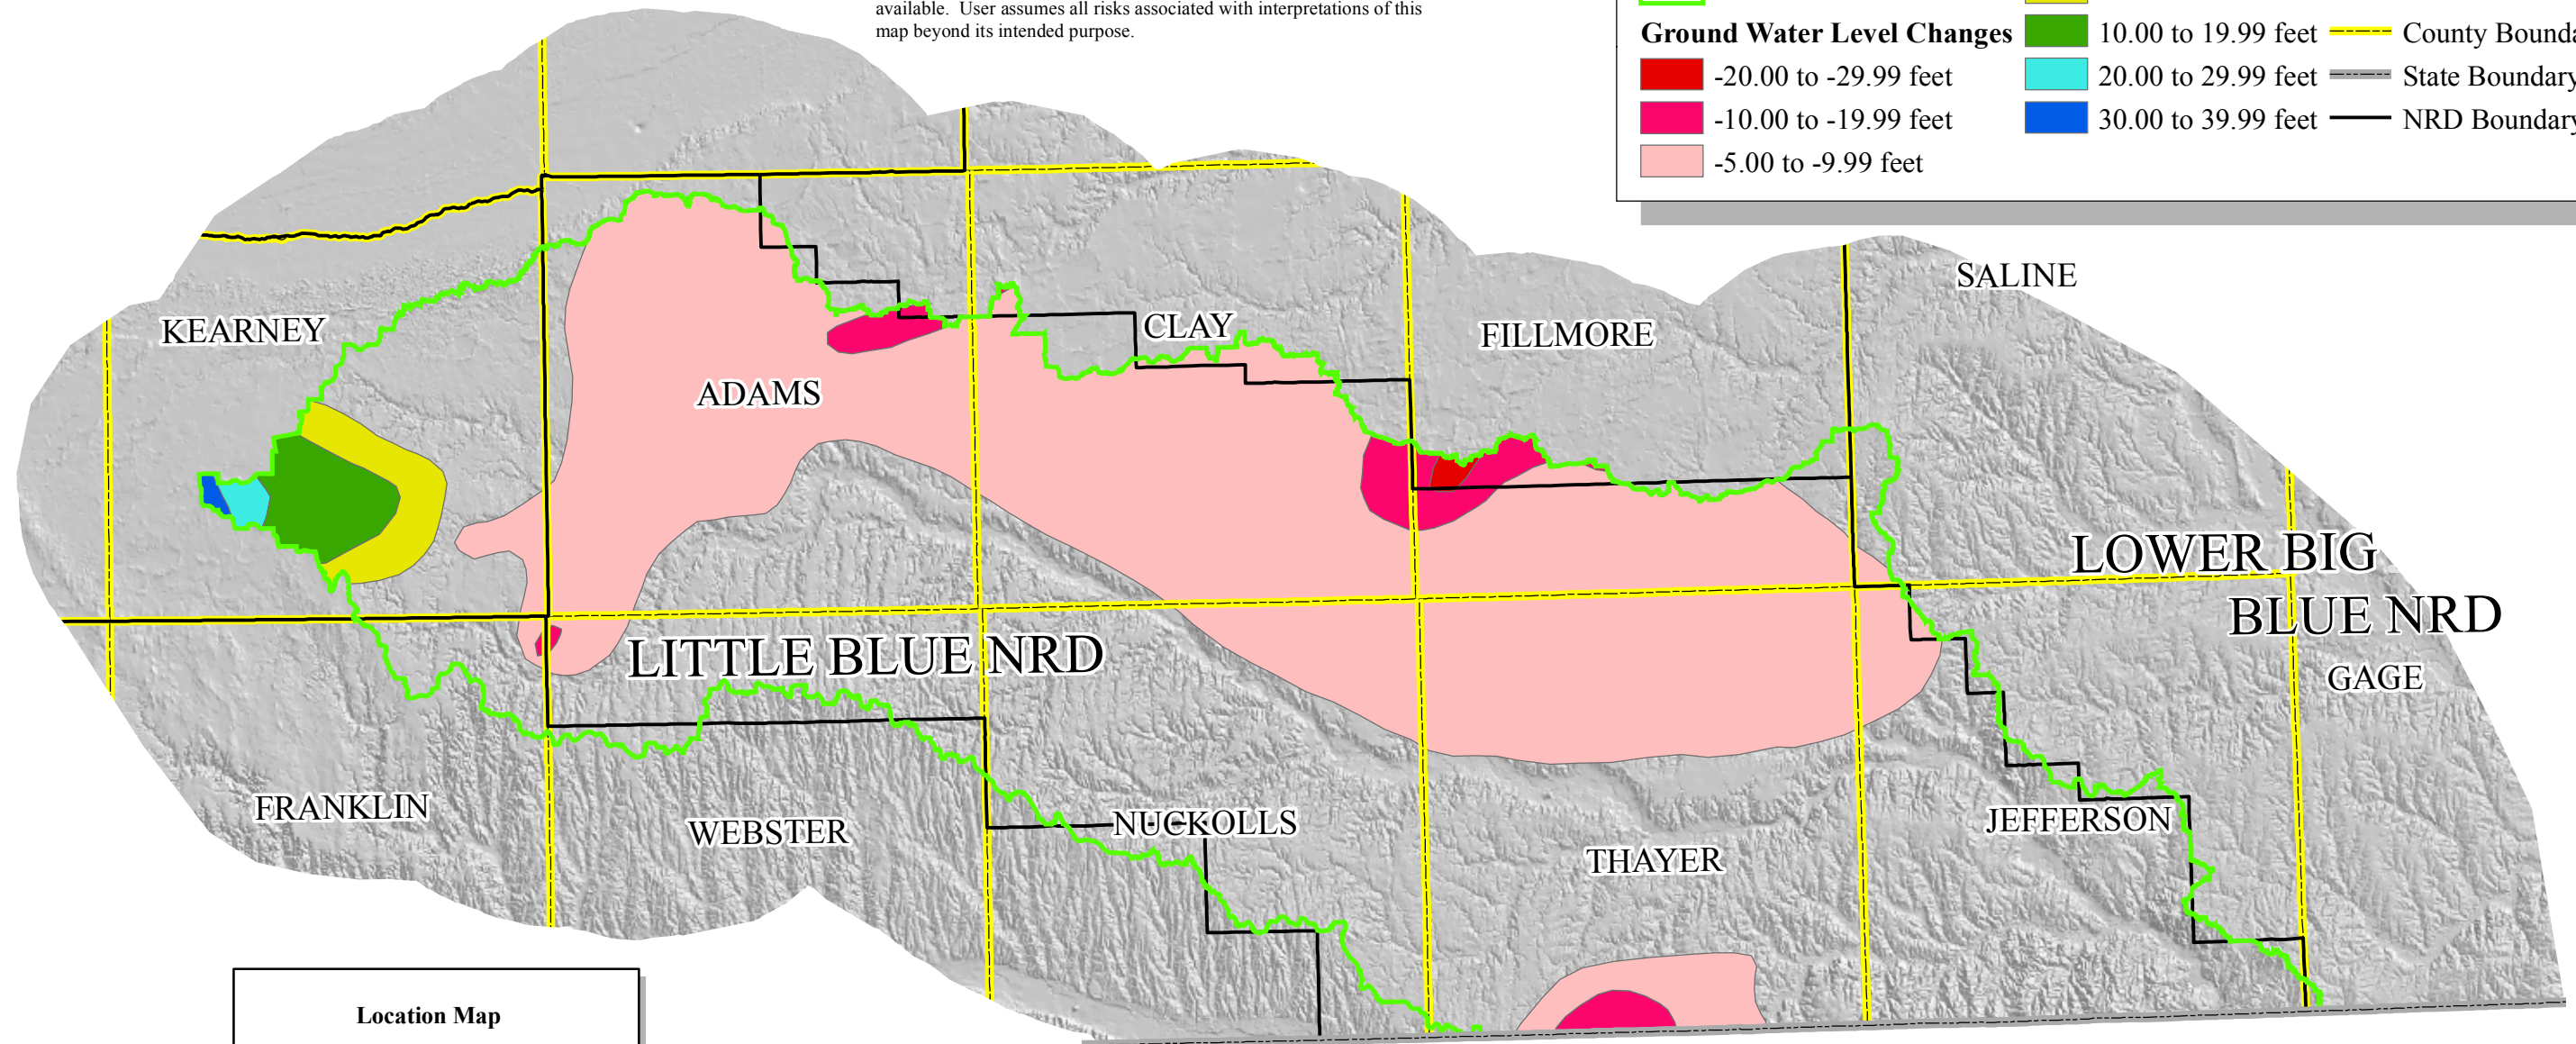 available.  User assumes all risks associated with interpretations of this
map beyond its intended purpose.
Ground Water Level Changes
-20.00 to -29.99 feet
-10.00 to -19.99 feet
-5.00 to -9.99 feet
10.00 to 19.99 feet
20.00 to 29.99 feet
30.00 to 39.99 feet
County Bounda
State Boundary
NRD Boundary
SALINE
KEARNEY
CLAY
FILLMORE
ADAMS
LOWER BIG
BLUE NRD
LITTLE BLUE NRD
GAGE
FRANKLIN
WEBSTER
NUCKOLLS
JEFFERSON
THAYER
Location Map